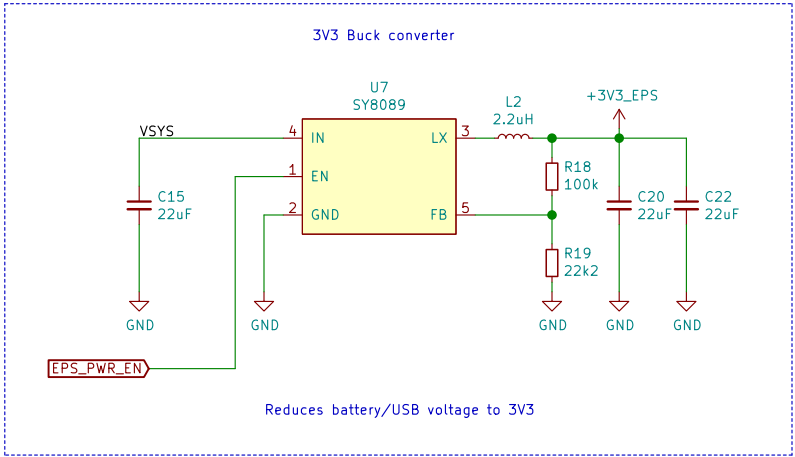 3V3 Buck converter
U7
SY8089
L2
2.2uH
+3V3_EPS
VSYS
4
IN
LX
3
1
EN
R18
100k
C15
22uF
2
GND
FB
5
C20
22uF
C22
22uF
R19
22k2
GND
GND
GND
GND
GND
EPS_PWR_EN
Reduces battery/USB voltage to 3V3